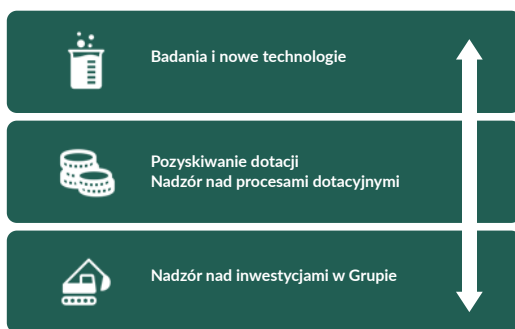 Badania i nowe technologie
Pozyskiwanie dotacji
Nadzór nad procesami dotacyjnymi
Nadzór nad inwestycjami w Grupie